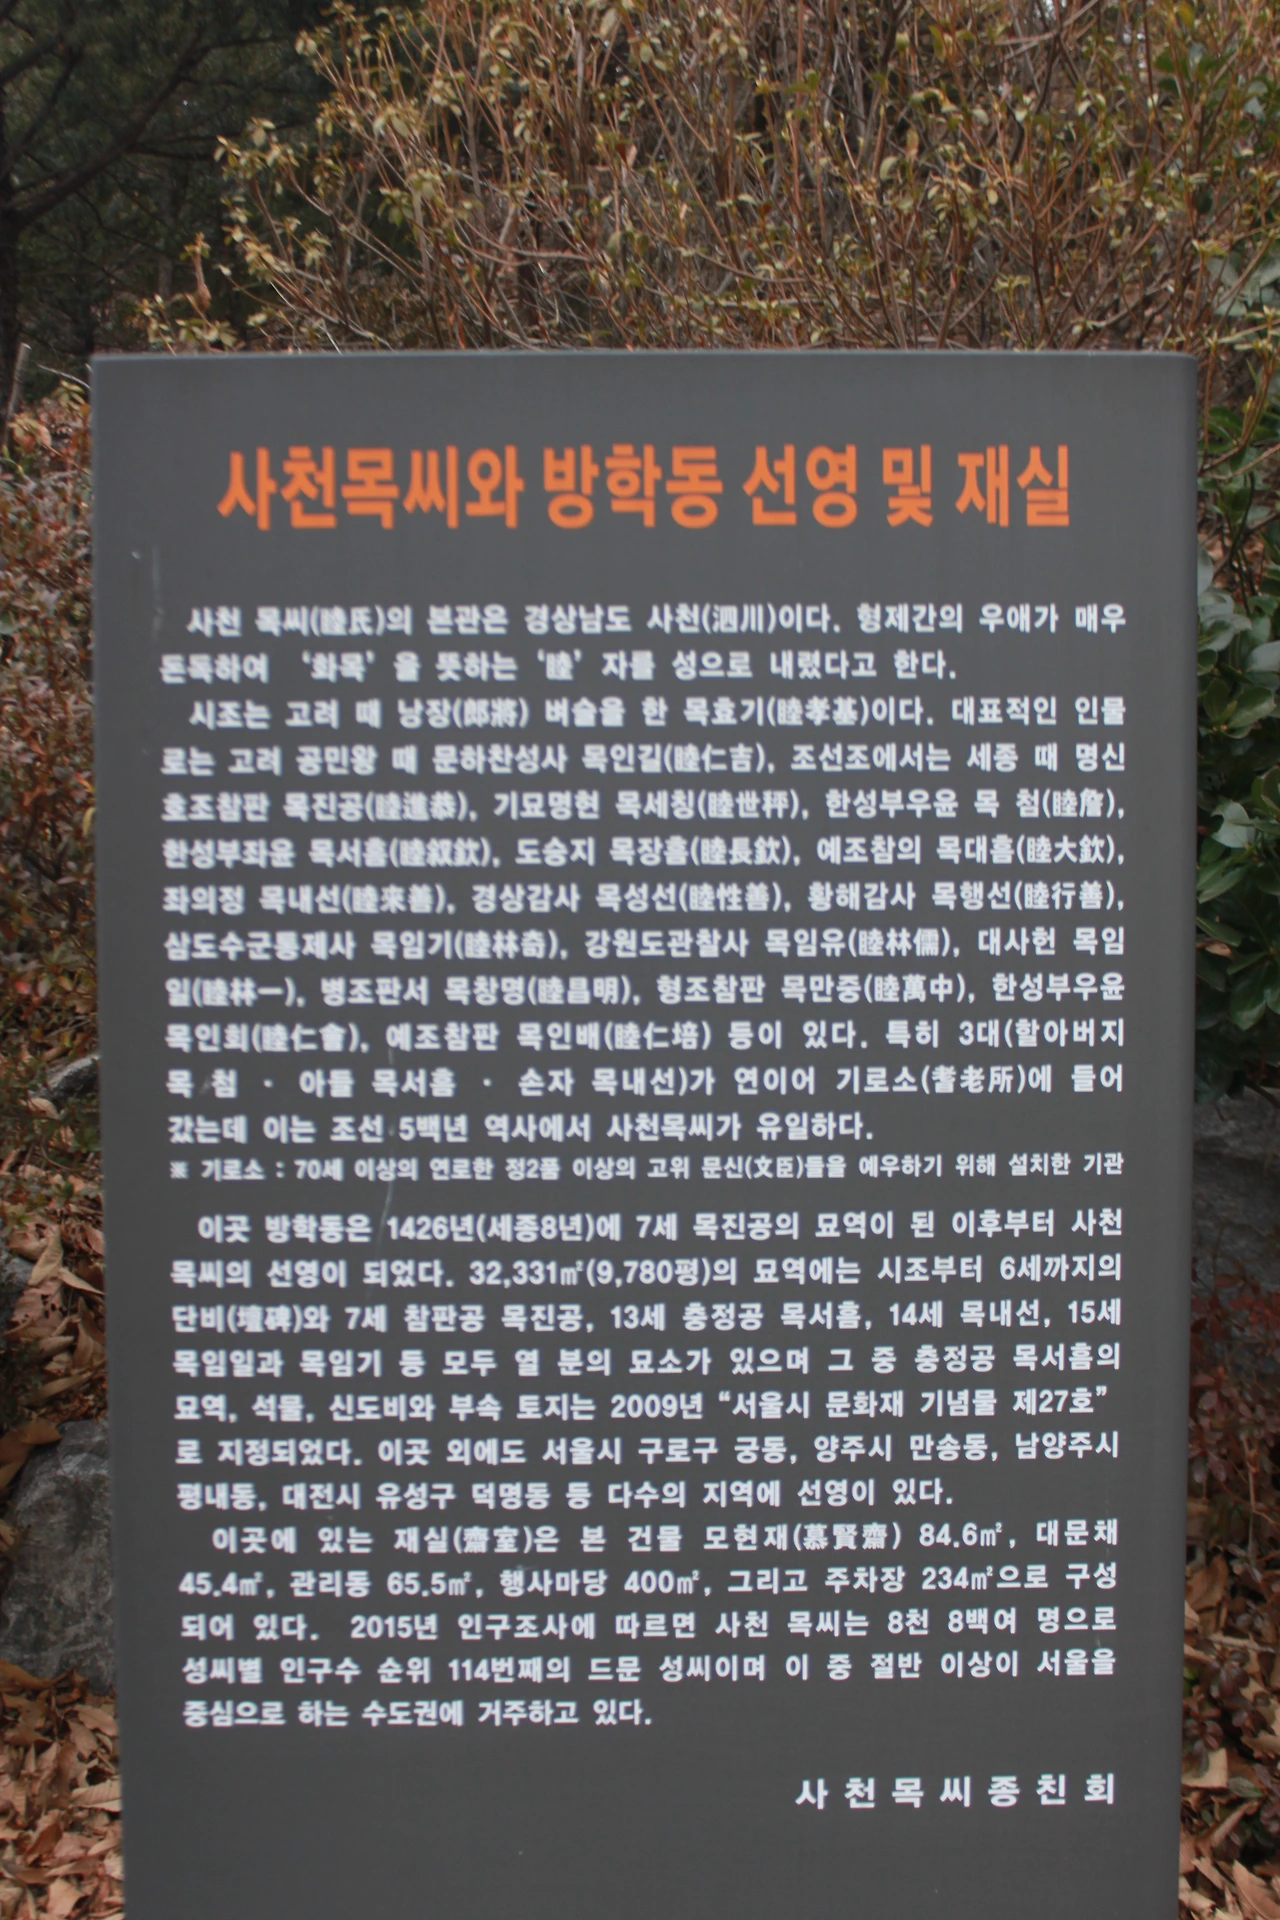 사천목씨와 방학동 선영 및 재실
사천 목씨(睦氏)의 본관은 경상남도 사천(泗川)이다. 형제간의 우애가 매우
돈독하여 ‘화목’을 뜻하는 ‘睦’ 자를 성으로 내렸다고 한다.
시조는 고려 때 낭장(郎將) 벼슬을 한 목효기(睦孝基)이다. 대표적인 인물
로는 고려 공민왕 때 문하찬성사 목인길(睦仁吉), 조선조에서는 세종 때 명신
호조참판 목진공(睦進恭), 기묘명현 목세칭(睦世秤), 한성부우윤 목 첨(睦詹),
한성부좌윤 목서흠(睦叙欽), 도승지 목장흠(睦長欽), 예조참의 목대흠(睦大欽),
좌의정 목내선(睦來善), 경상감사 목성선(睦性善), 황해감사 목행선(睦行善),
삼도수군통제사 목임기(睦林奇), 강원도관찰사 목임유(睦林儒), 대사헌 목임
일(睦林一), 병조판서 목창명(睦昌明), 형조참판 목만중(睦萬中), 한성부우윤
목인회(睦仁會), 예조참판 목인배(睦仁培) 등이 있다. 특히 3대(할아버지
목 첨 · 아들 목서흠 · 손자 목내선)가 연이어 기로소(耆老所)에 들어
갔는데 이는 조선 5백년 역사에서 사천목씨가 유일하다.
※ 기로소 : 70세 이상의 연로한 정2품 이상의 고위 문신(文臣)들을 예우하기 위해 설치한 기관
이곳 방학동은 1426년(세종8년)에 7세 목진공의 묘역이 된 이후부터 사천
목씨의 선영이 되었다. 32,331㎡(9,780평)의 묘역에는 시조부터 6세까지의
단비(壇碑)와 7세 참판공 목진공, 13세 충정공 목서흠, 14세 목내선, 15세
목임일과 목임기 등 모두 열 분의 묘소가 있으며 그 중 충정공 목서흠의
묘역, 석물, 신도비와 부속 토지는 2009년 “서울시 문화재 기념물 제27호”
로 지정되었다. 이곳 외에도 서울시 구로구 궁동, 양주시 만송동, 남양주시
평내동, 대전시 유성구 덕명동 등 다수의 지역에 선영이 있다.
이곳에 있는 재실(齋室)은 본 건물 모현재(慕賢齋) 84.6㎡, 대문채
45.4㎡, 관리동 65.5㎡, 행사마당 400㎡, 그리고 주차장 234㎡으로 구성
되어 있다. 2015년 인구조사에 따르면 사천 목씨는 8천 8백여 명으로
성씨별 인구수 순위 114번째의 드문 성씨이며 이 중 절반 이상이 서울을
중심으로 하는 수도권에 거주하고 있다.
사 천 목 씨 종 친 회